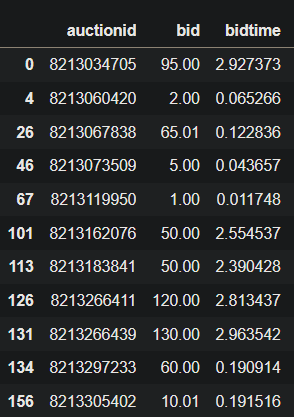 auctionid bid bidtime
0 8213034705 95.00 2.927373
4 8213060420 2.00 0.065266
26 8213067838 65.01 0.122836
46 8213073509 5.00 0.043657
67 8213119950 1.00 0.011748
101 8213162076 50.00 2.554537
113 8213183841 50.00 2.390428
126 8213266411 120.00 2.813437
131 8213266439 130.00 2.963542
134 8213297233 60.00 0.190914
156 8213305402 10.01 0.191516